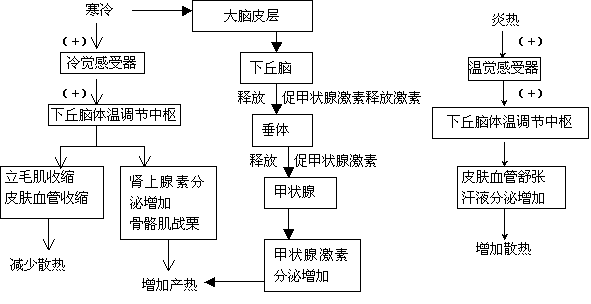 寒冷
大脑皮层
炎热
(+)
(+)
冷觉感受器
下丘脑
温觉感受器
(+)
释放 促甲状腺激素释放激素
(+)
下丘脑体温调节中枢
垂体
下丘脑体温调节中枢
释放 促甲状腺激素
立毛肌收缩
皮肤血管收缩
肾上腺素分
泌增加
骨骼肌战栗
甲状腺
皮肤血管舒张
汗液分泌增加
减少散热
甲状腺激素
分泌增加
增加散热
增加产热